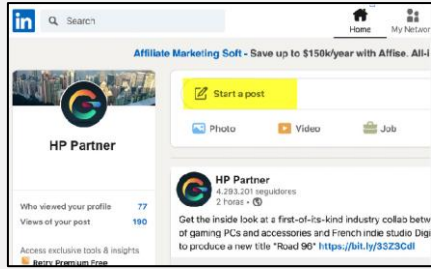 in Search
Home My Networ
Affiliate Marketing Soft - Save up to $150k/year with Affise. All-i
Start a post
Photo Video Job
HP Partner
Who viewed your profile 77
Views of your post 190
Access exclusive tools & insights
Retry Premium Free
HP Partner
4.293.201 seguidores
2 horas •
Get the inside look at a first-of-its-kind industry collab betw
of gaming PCs and accessories and French indie studio Digi
to produce a new title "Road 96" https://bit.ly/33Z3CdI